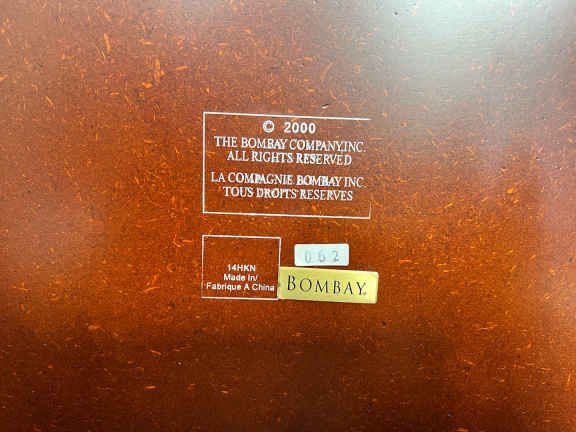 © 2000
THE BOMBAY COMPANY,INC.
ALL RIGHTS RESERVED
LA COMPAGNIE BOMBAY INC.
TOUS DROITS RESERVES
062
14HKN
Made In/
Fabrique A China
BOMBAY.